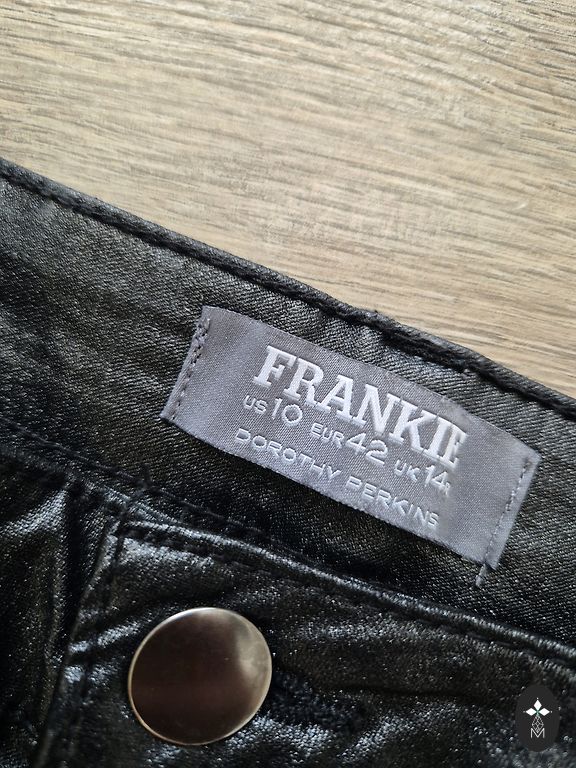 FRANKIE
US 10 EUR 42 UK 14
DOROTHY PERKINS
M